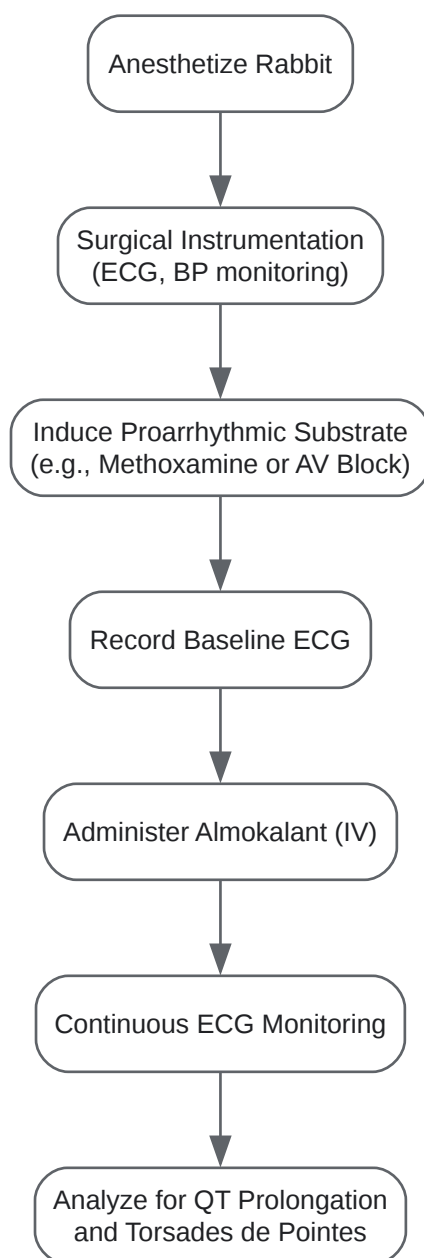 Anesthetize Rabbit
Surgical Instrumentation
(ECG, BP monitoring)
Induce Proarrhythmic Substrate
(e.g., Methoxamine or AV Block)
Record Baseline ECG
Administer Almokalant (IV)
Continuous ECG Monitoring
Analyze for QT Prolongation
and Torsades de Pointes